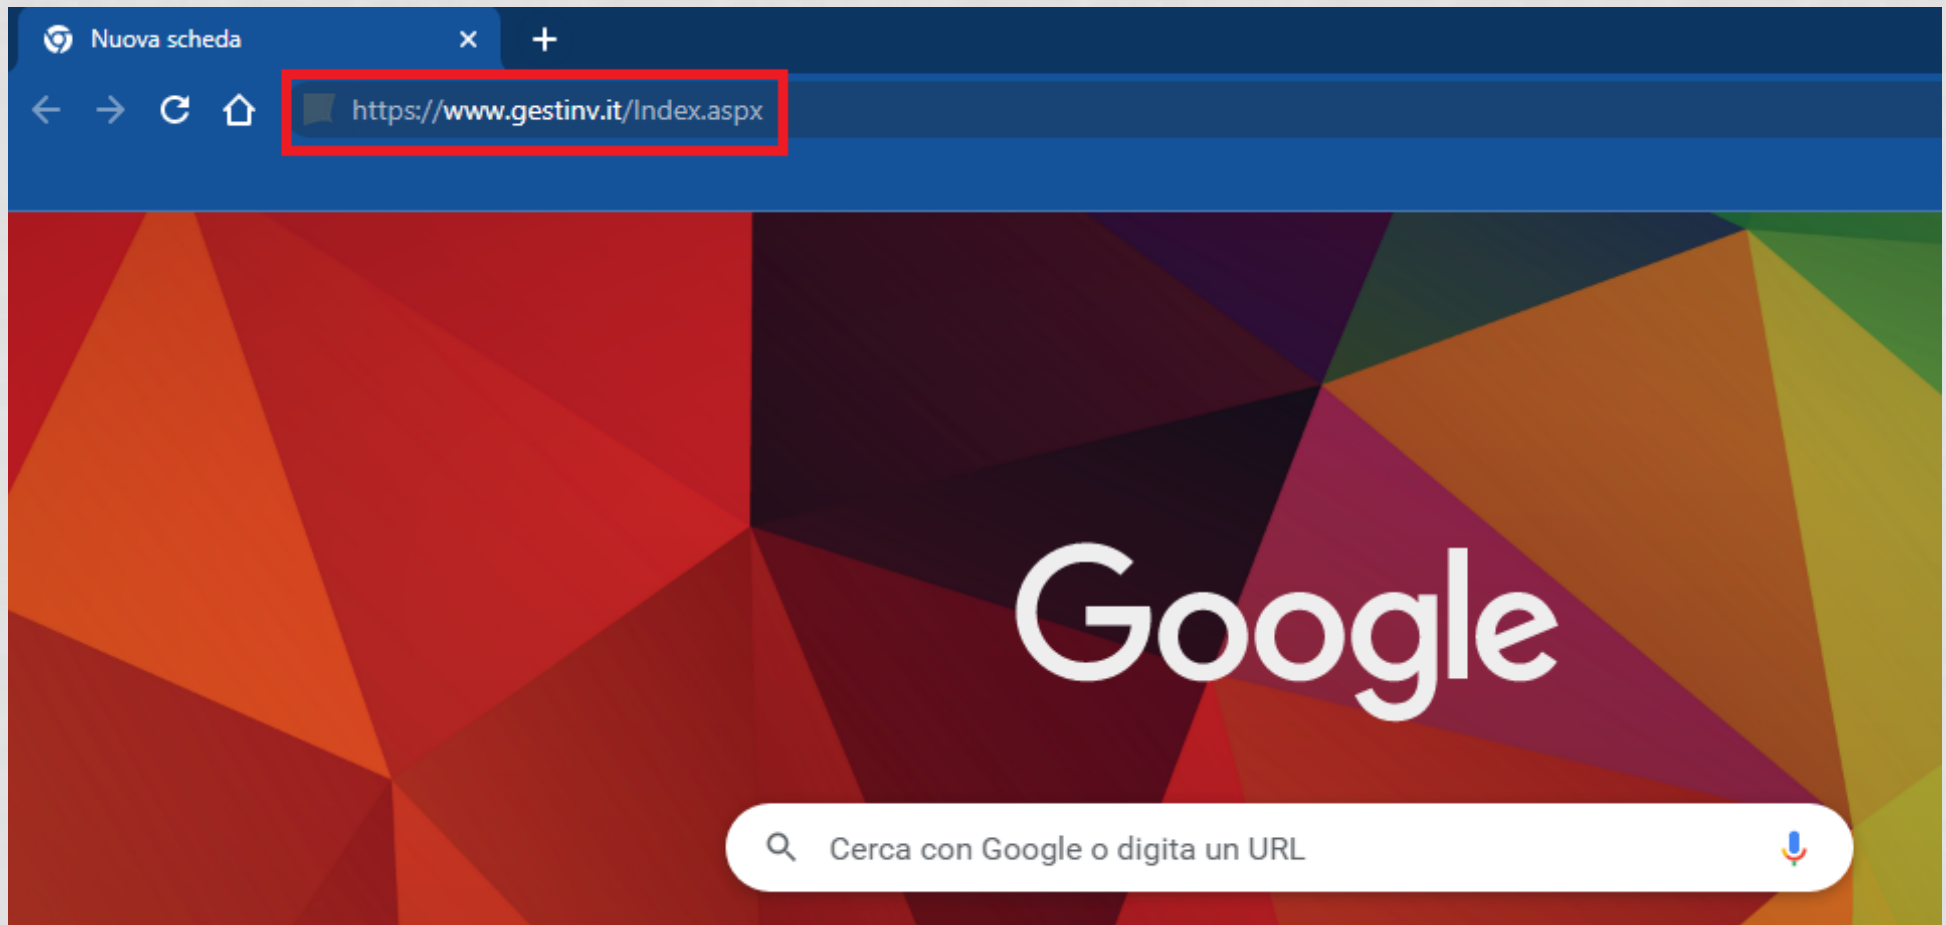 Nuova scheda
https://www.gestinv.it/Index.aspx
Google
Cerca con Google o digita un URL